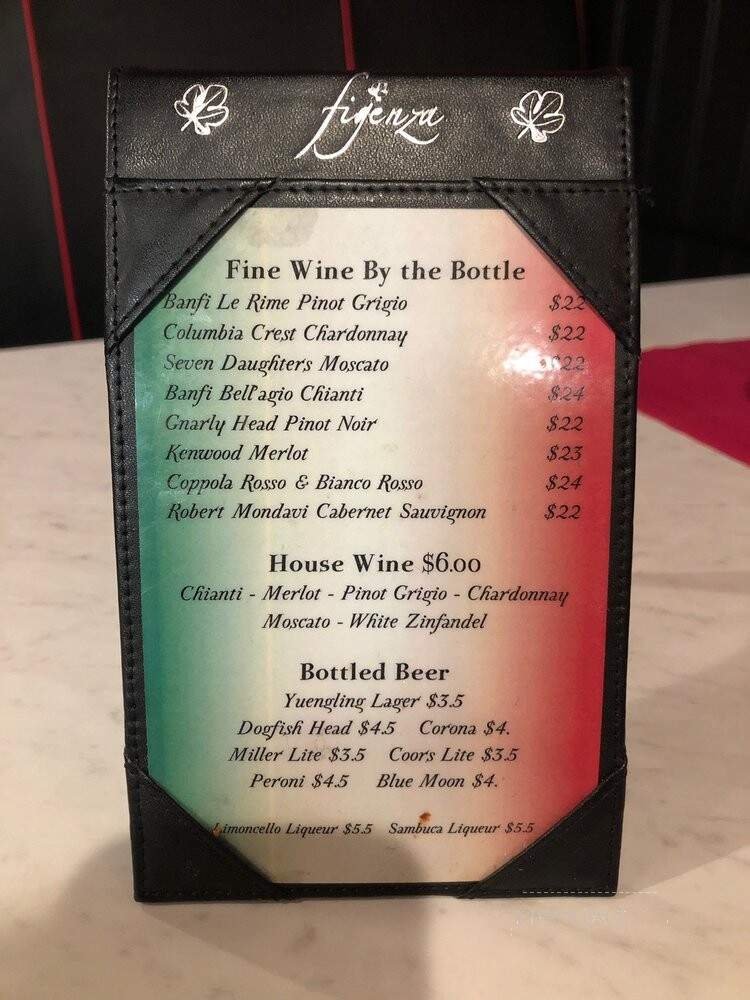 figenza
Fine Wine By the Bottle
Banfi Le Rime Pinot Grigio $22
Columbia Crest Chardonnay $22
Seven Daughters Moscato $22
Banfi Bell'agio Chianti $24
Gnarly Head Pinot Noir $22
Kenwood Merlot $23
Coppola Rosso & Bianco Rosso $24
Robert Mondavi Cabernet Sauvignon $22
House Wine $6.00
Chianti - Merlot - Pinot Grigio - Chardonnay
Moscato - White Zinfandel
Bottled Beer
Yuengling Lager $3.5
Dogfish Head $4.5 Corona $4.
Miller Lite $3.5 Coors Lite $3.5
Peroni $4.5 Blue Moon $4.
Limoncello Liqueur $5.5 Sambuca Liqueur $5.5